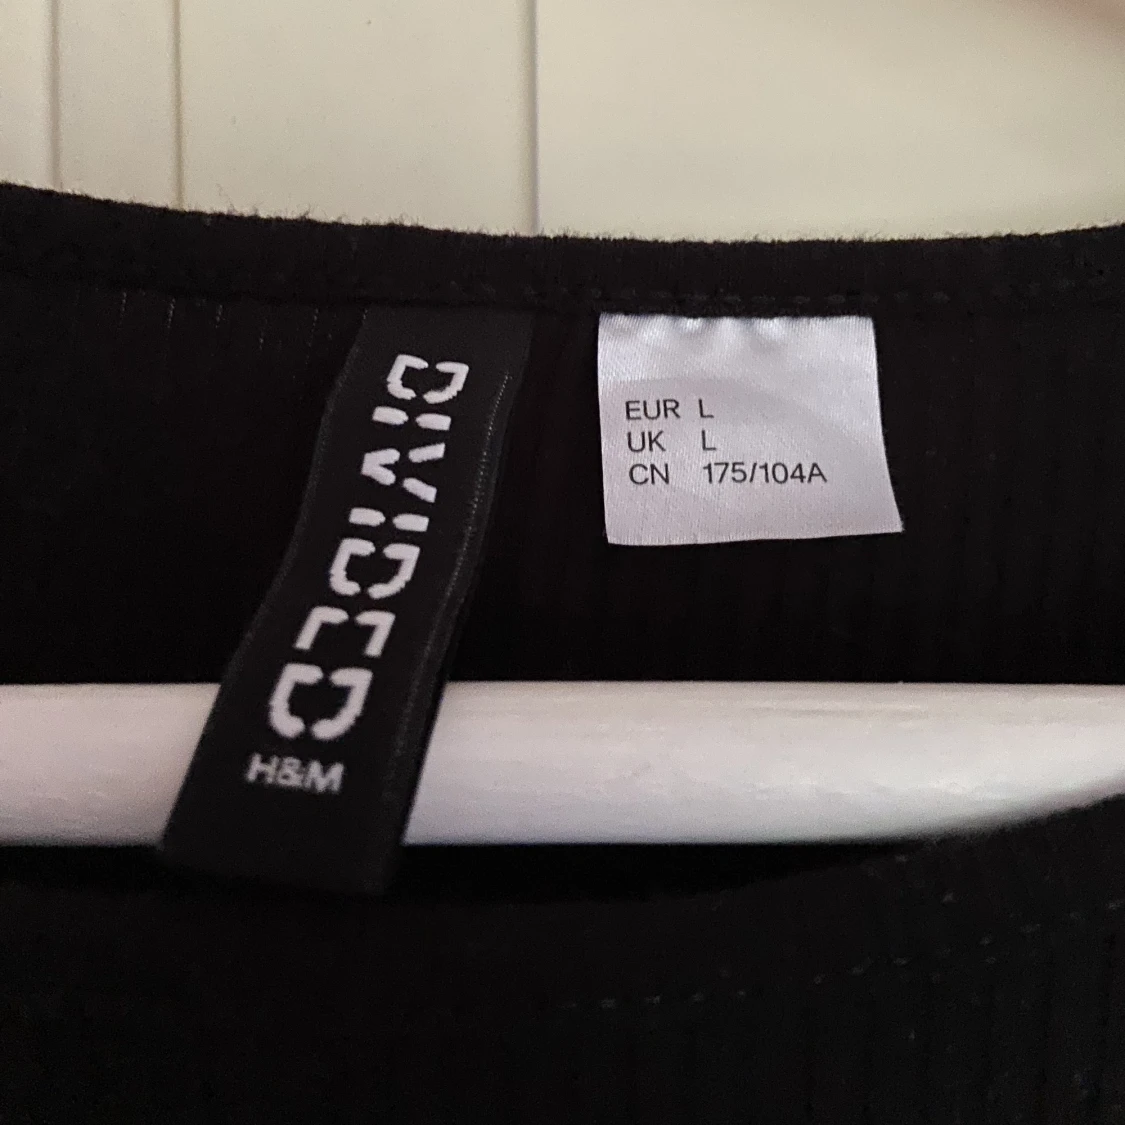 DIVIDED
H&M
EUR L
UK L
CN 175/104A